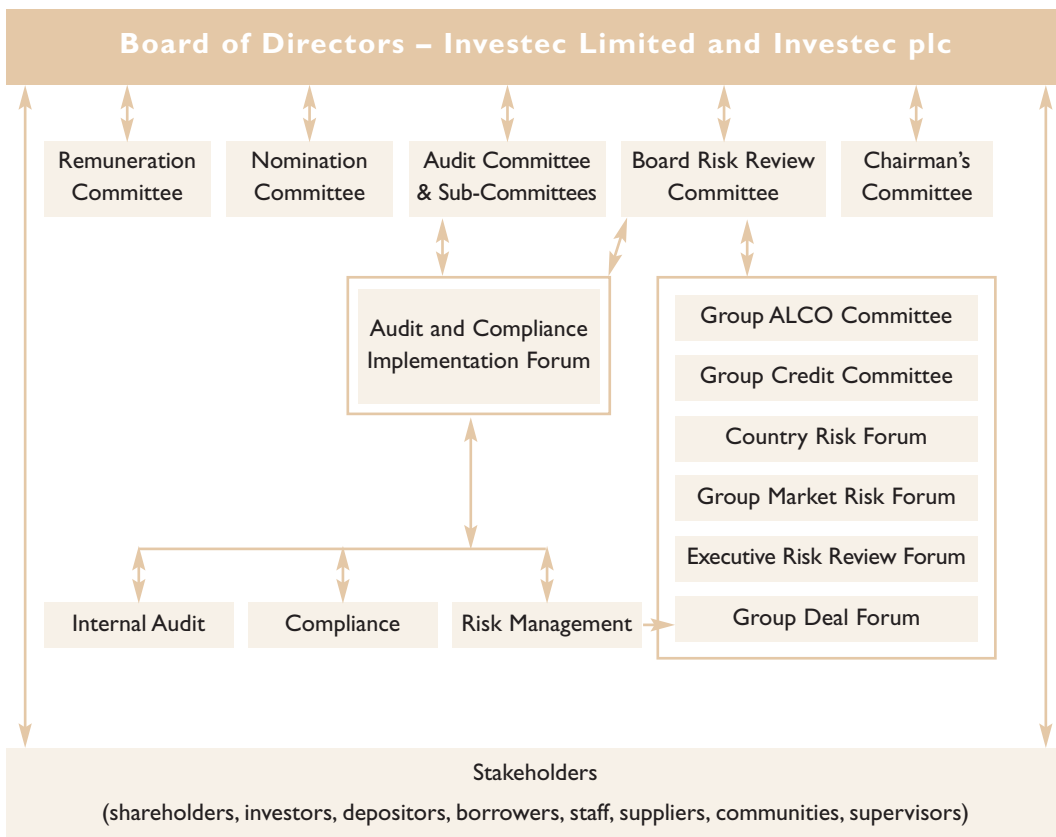 Board of Directors – Investec Limited and Investec plc
Remuneration
Committee
Nomination
Committee
Audit Committee
& Sub-Committees
Board Risk Review
Committee
Chairman’s
Committee
Audit and Compliance
Implementation Forum
Group ALCO Committee
Group Credit Committee
Country Risk Forum
Group Market Risk Forum
Executive Risk Review Forum
Group Deal Forum
Internal Audit
Compliance
Risk Management
Stakeholders
(shareholders, investors, depositors, borrowers, staff, suppliers, communities, supervisors)